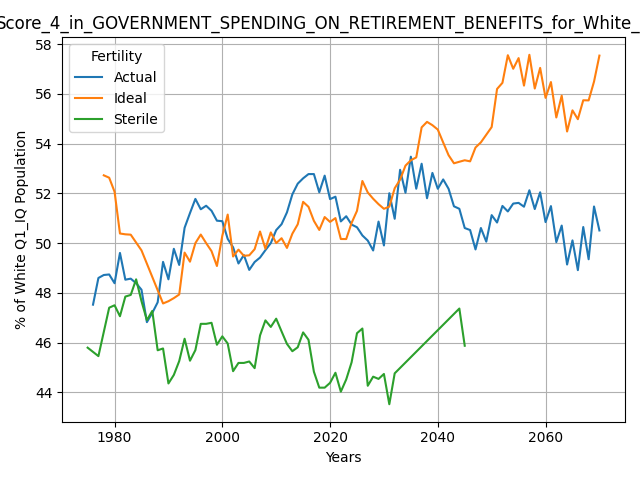 Score_4_in_GOVERNMENT_SPENDING_ON_RETIREMENT_BENEFITS_for_White_
Fertility
Actual
Ideal
Sterile
% of White Q1_IQ Population
58
56
54
52
50
48
46
44
1980
2000
2020
2040
2060
Years